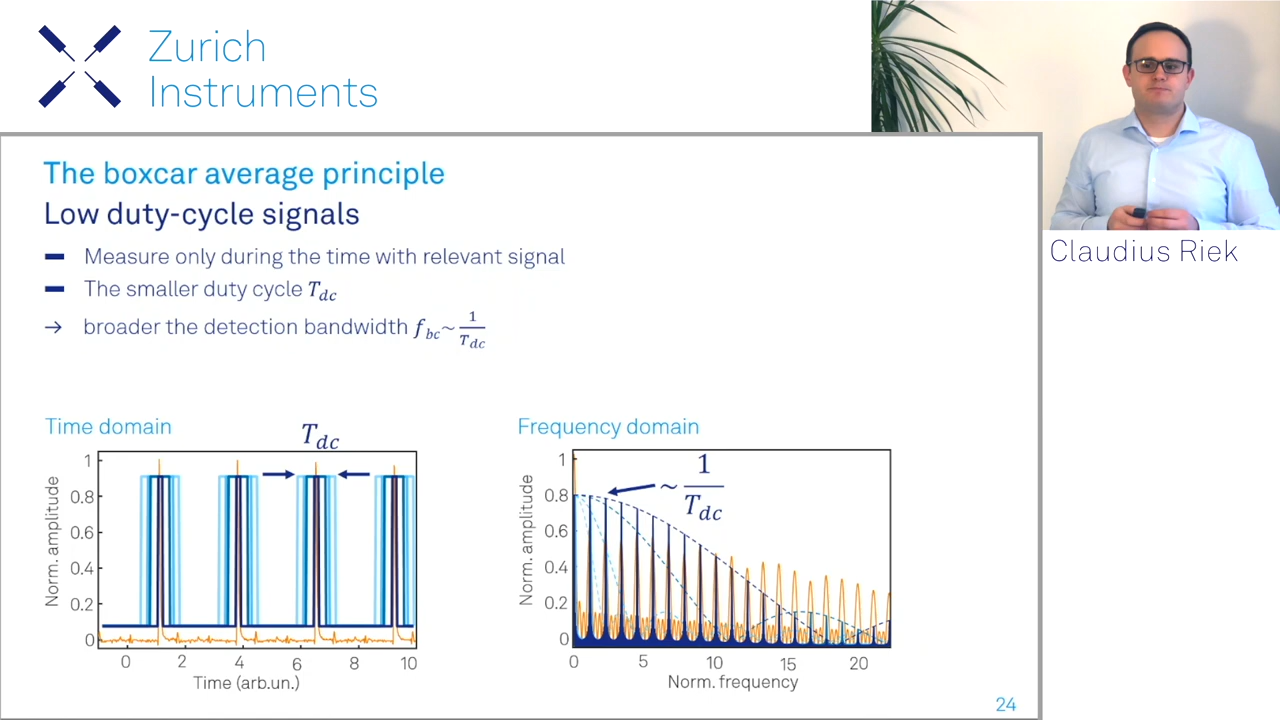 Zurich
Instruments
Claudius Riek
The boxcar average principle
Low duty-cycle signals
Measure only during the time with relevant signal
The smaller duty cycle T_dc
→ broader the detection bandwidth f_bc~1/T_dc
Time domain
T_dc
Norm. amplitude
1
0.8
0.6
0.4
0.2
0
0 2 4 6 8 10
Time (arb.un.)
Frequency domain
~ 1/T_dc
Norm. amplitude
1
0.8
0.6
0.4
0.2
0
0 5 10 15 20
Norm. frequency
24